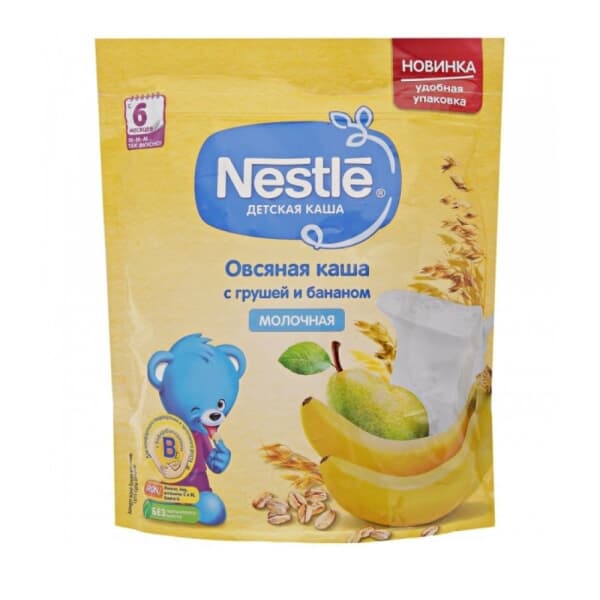 НОВИНКА
удобная
упаковка
с
6
месяцев
Nestlé
®
ДЕТСКАЯ КАША
Овсяная каша
с грушей и бананом
МОЛОЧНАЯ
B
БЕЗ